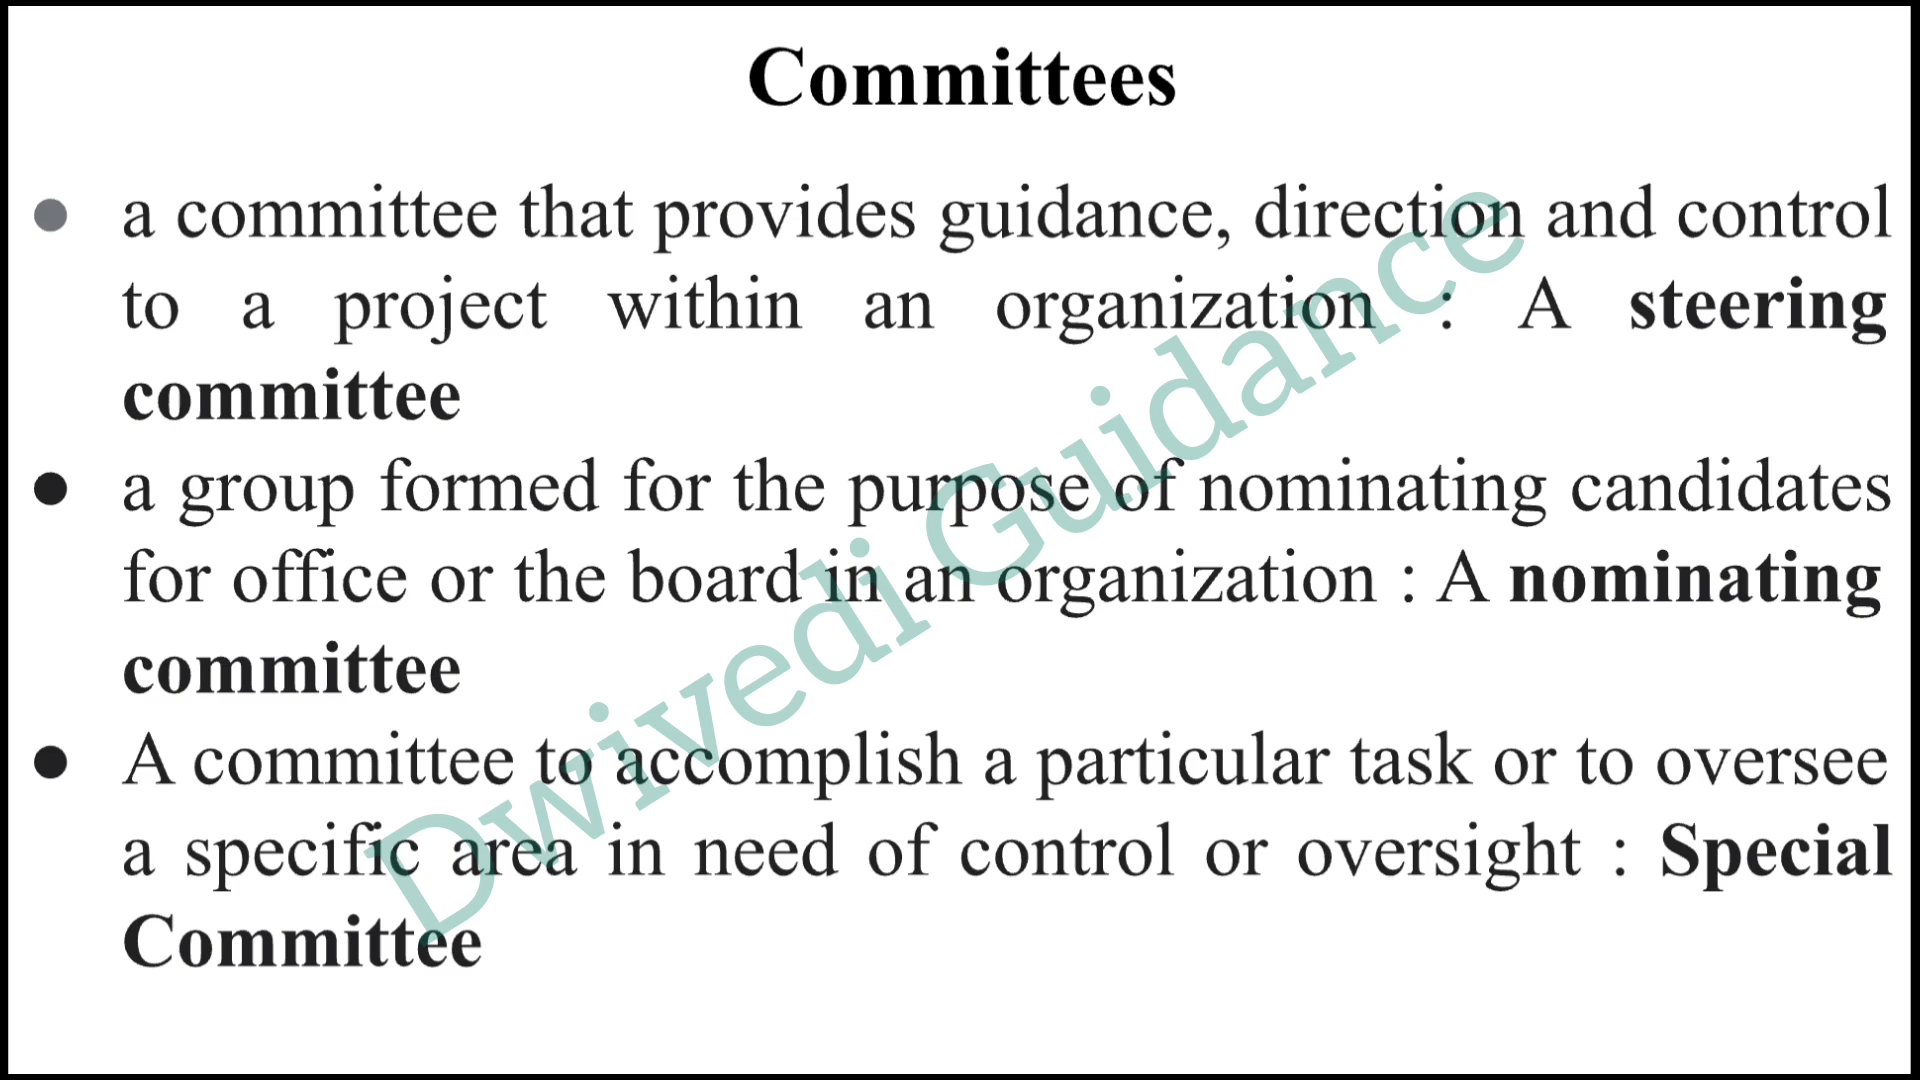 Committees
● a committee that provides guidance, direction and control
to a project within an organization : A steering
committee
● a group formed for the purpose of nominating candidates
for office or the board in an organization : A nominating
committee
● A committee to accomplish a particular task or to oversee
a specific area in need of control or oversight : Special
Committee
Dwivedi Guidance